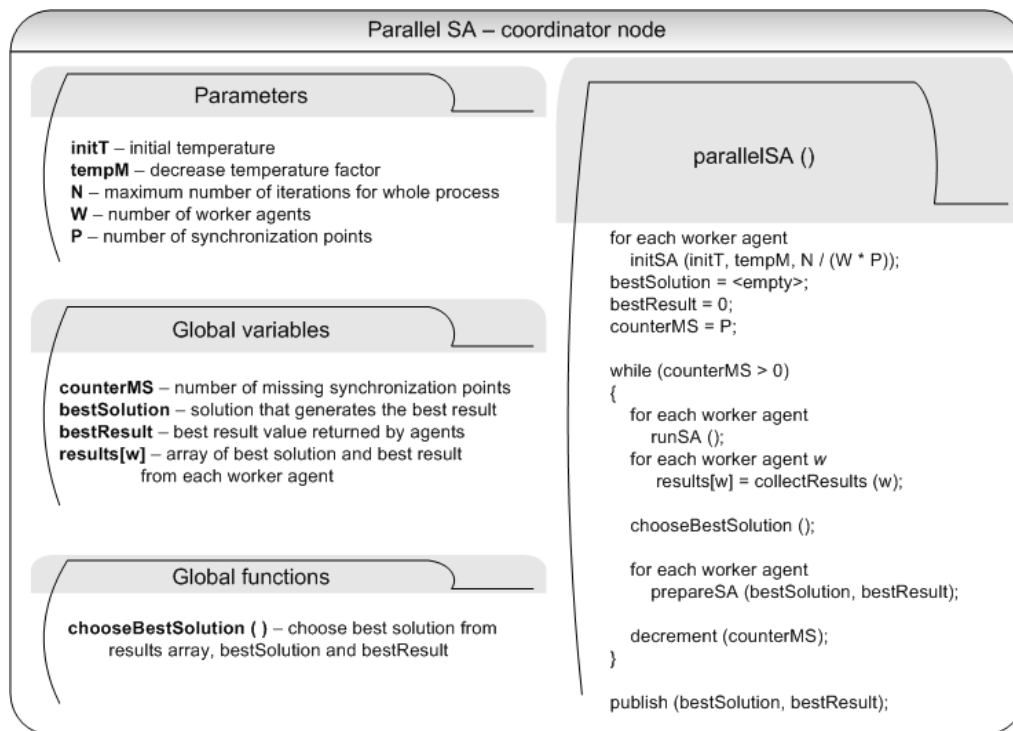 Parallel SA – coordinator node
Parameters
initT – initial temperature
tempM – decrease temperature factor
N – maximum number of iterations for whole process
W – number of worker agents
P – number of synchronization points
Global variables
counterMS – number of missing synchronization points
bestSolution – solution that generates the best result
bestResult – best result value returned by agents
results[w] – array of best solution and best result
from each worker agent
Global functions
chooseBestSolution ( ) – choose best solution from
results array, bestSolution and bestResult
parallelSA ()
for each worker agent
initSA (initT, tempM, N / (W * P));
bestSolution = <empty>;
bestResult = 0;
counterMS = P;
while (counterMS > 0)
{
for each worker agent
runSA ();
for each worker agent w
results[w] = collectResults (w);
chooseBestSolution ();
for each worker agent
prepareSA (bestSolution, bestResult);
decrement (counterMS);
}
publish (bestSolution, bestResult);